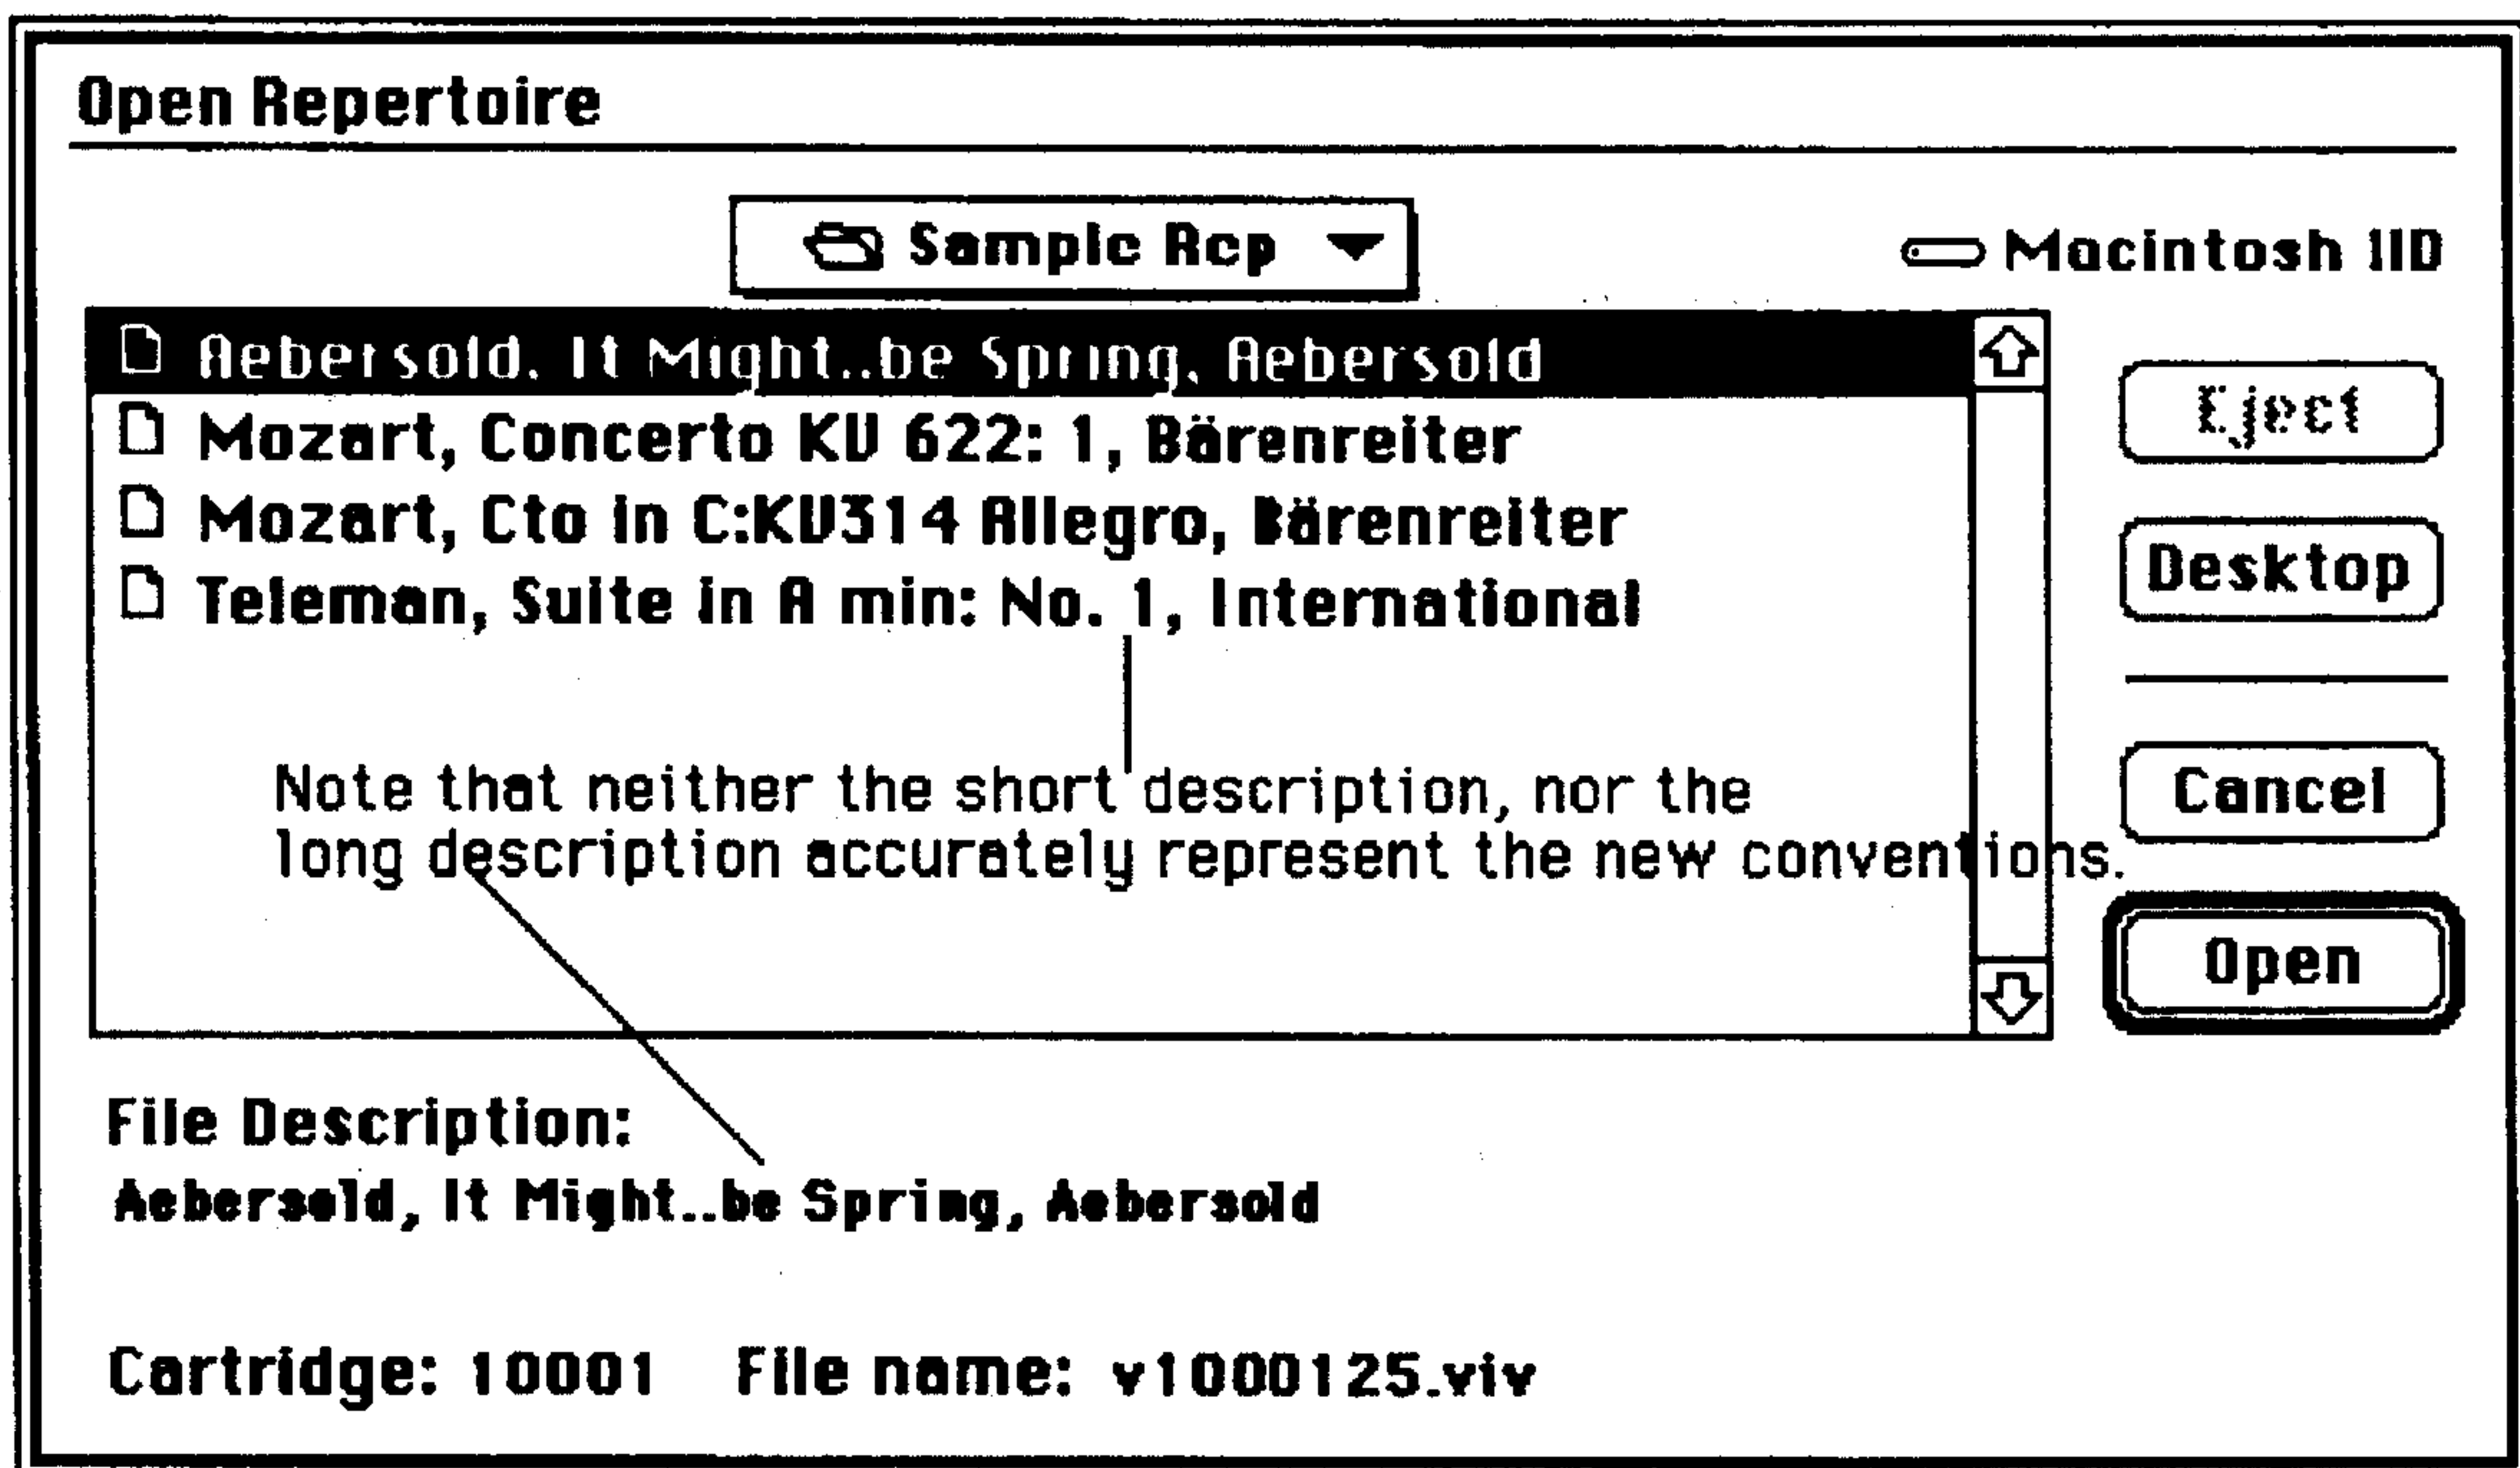 Open Repertoire
Sample Rep
Macintosh HD
Aebersold, It Might..be Spring, Aebersold
Mozart, Concerto KV 622: 1, Bärenreiter
Mozart, Cto in C:KV314 Allegro, Bärenreiter
Teleman, Suite in A min: No. 1, International
Eject
Desktop
Note that neither the short description, nor the
long description accurately represent the new conventions.
Cancel
Open
File Description:
Aebersold, It Might..be Spring, Aebersold
Cartridge: 10001 File name: v1000125.viv